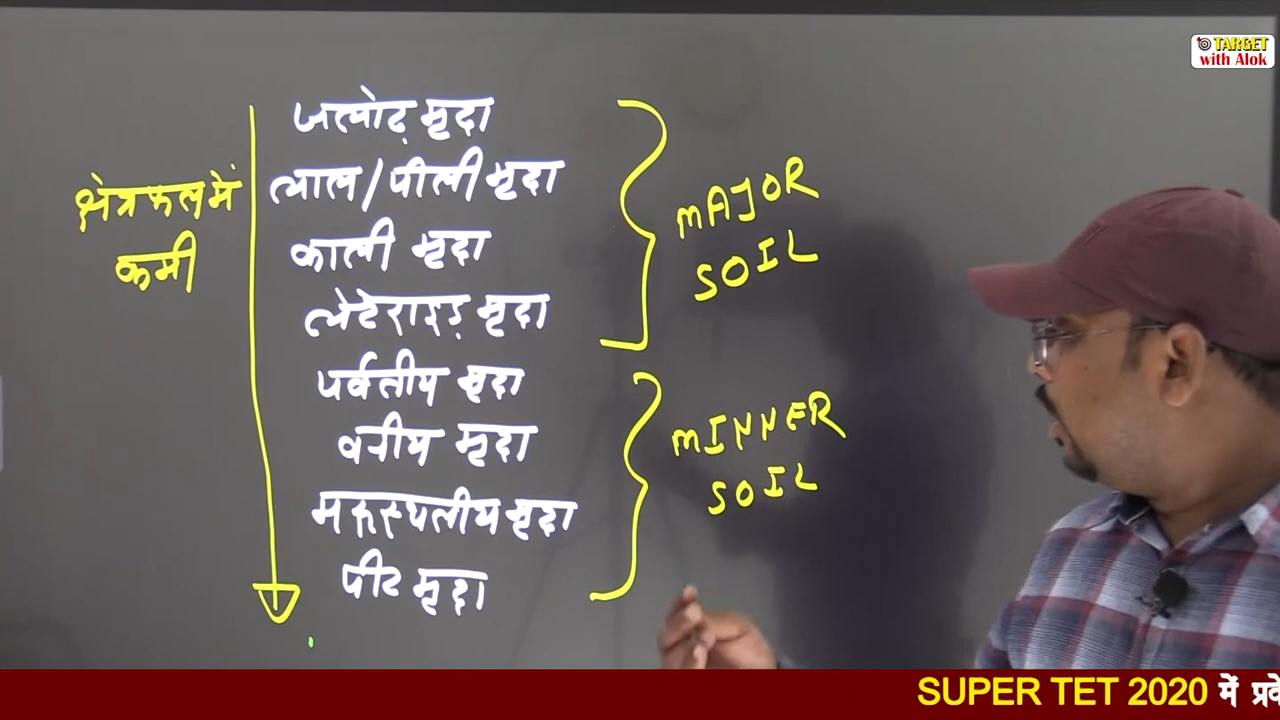 TARGET
with Alok
जलोढ़ मृदा
लाल/पीली मृदा
काली मृदा
लेटेराइट मृदा
पर्वतीय मृदा
वनीय मृदा
मरुस्थलीय मृदा
पीट मृदा
क्षेत्रफल में
कमी
MAJOR
SOIL
MINNER
SOIL
SUPER TET 2020 में